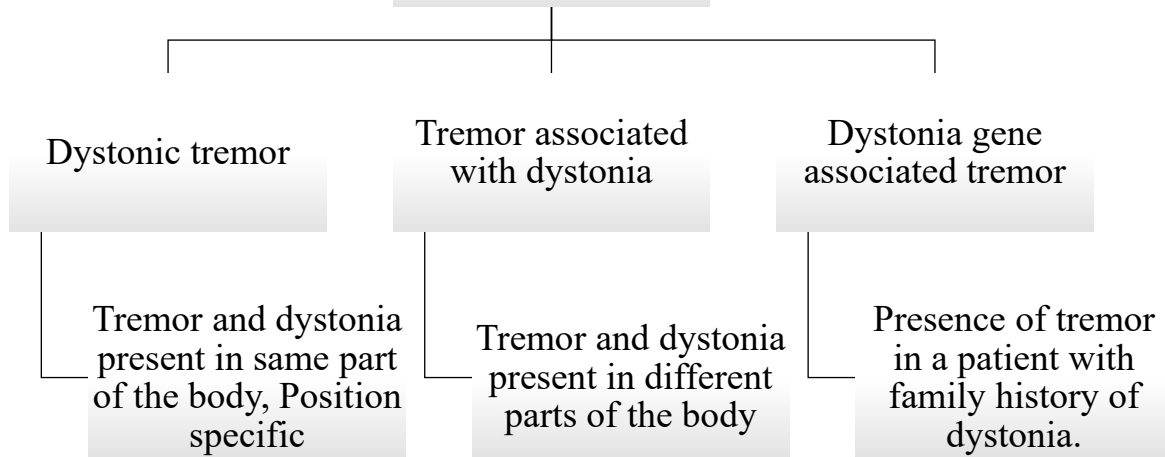 Dystonic tremor
Tremor associated
with dystonia
Dystonia gene
associated tremor
Tremor and dystonia
present in same part
of the body, Position
specific
Tremor and dystonia
present in different
parts of the body
Presence of tremor
in a patient with
family history of
dystonia.